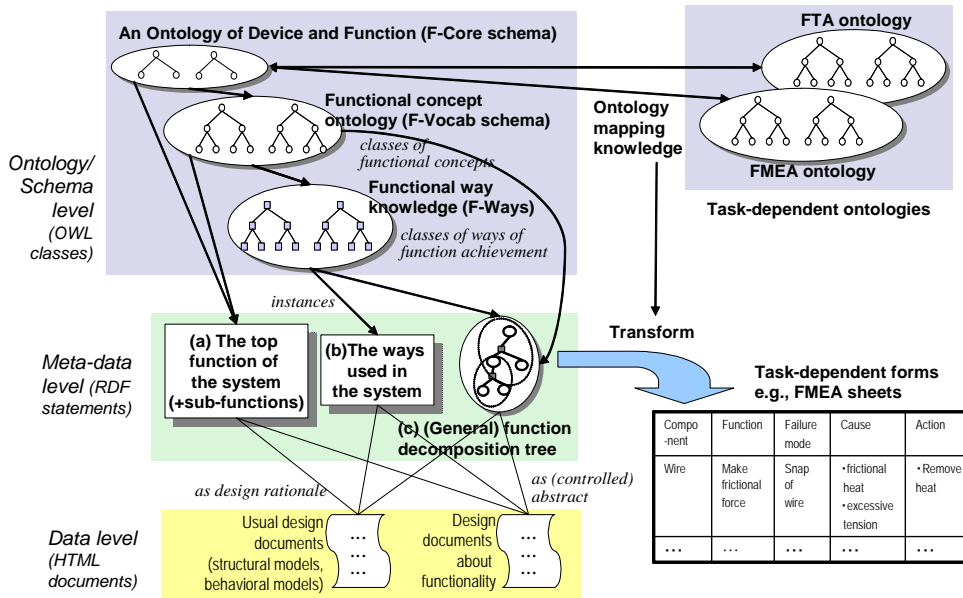 An Ontology of Device and Function (F-Core schema)
FTA ontology
Functional concept
ontology (F-Vocab schema)
classes of
functional concepts
Ontology
mapping
knowledge
FMEA ontology
Task-dependent ontologies
Ontology/
Schema
level
(OWL
classes)
Functional way
knowledge (F-Ways)
classes of ways of
function achievement
instances
Meta-data
level (RDF
statements)
(a) The top
function of
the system
(+sub-functions)
(b)The ways
used in
the system
(c) (General) function
decomposition tree
Transform
Task-dependent forms
e.g., FMEA sheets
Compo
-nent
Function
Failure
mode
Cause
Action
Wire
Make
frictional
force
Snap
of
wire
・frictional
heat
・excessive
tension
・Remove
heat
…
…
…
…
…
as design rationale
as (controlled)
abstract
Data level
(HTML
documents)
Usual design
documents
(structural models,
behavioral models)
…
…
…
Design
documents
about
functionality
…
…
…